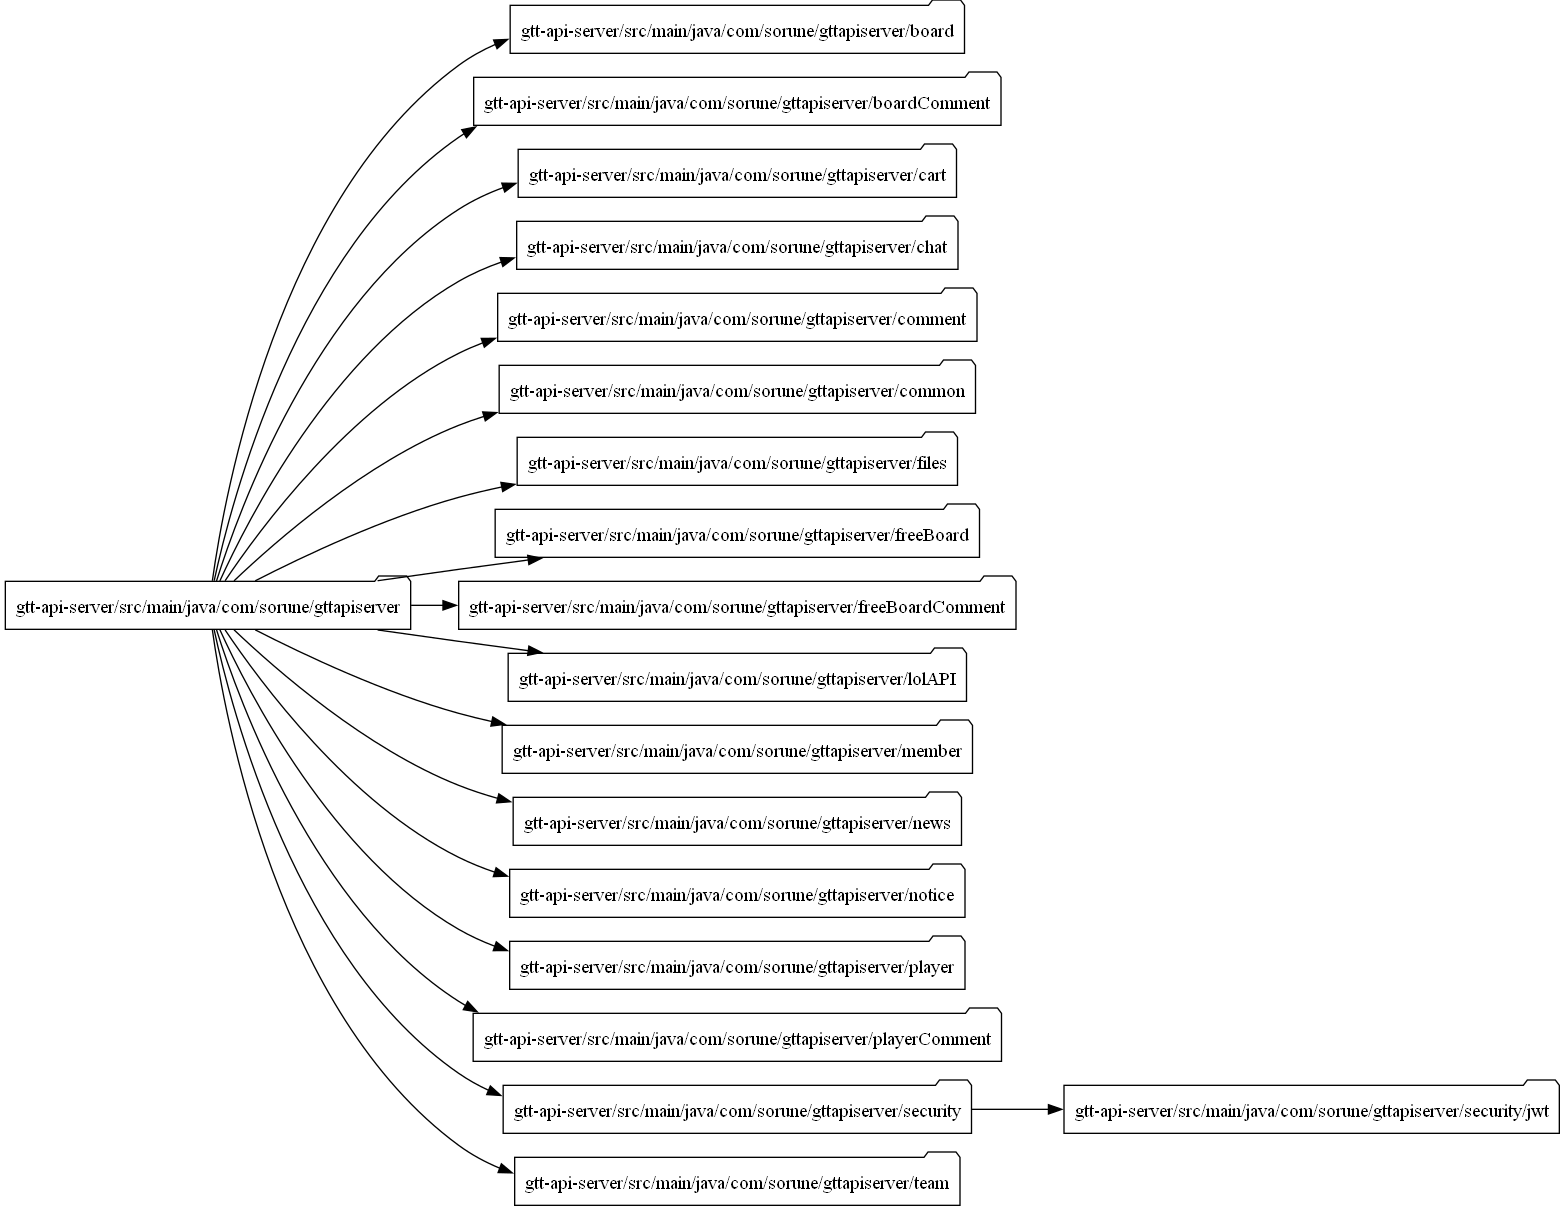 gtt-api-server/src/main/java/com/sorune/gttapiserver/board
gtt-api-server/src/main/java/com/sorune/gttapiserver/boardComment
gtt-api-server/src/main/java/com/sorune/gttapiserver/cart
gtt-api-server/src/main/java/com/sorune/gttapiserver/chat
gtt-api-server/src/main/java/com/sorune/gttapiserver/comment
gtt-api-server/src/main/java/com/sorune/gttapiserver/common
gtt-api-server/src/main/java/com/sorune/gttapiserver/files
gtt-api-server/src/main/java/com/sorune/gttapiserver/freeBoard
gtt-api-server/src/main/java/com/sorune/gttapiserver
gtt-api-server/src/main/java/com/sorune/gttapiserver/freeBoardComment
gtt-api-server/src/main/java/com/sorune/gttapiserver/lolAPI
gtt-api-server/src/main/java/com/sorune/gttapiserver/member
gtt-api-server/src/main/java/com/sorune/gttapiserver/news
gtt-api-server/src/main/java/com/sorune/gttapiserver/notice
gtt-api-server/src/main/java/com/sorune/gttapiserver/player
gtt-api-server/src/main/java/com/sorune/gttapiserver/playerComment
gtt-api-server/src/main/java/com/sorune/gttapiserver/security
gtt-api-server/src/main/java/com/sorune/gttapiserver/security/jwt
gtt-api-server/src/main/java/com/sorune/gttapiserver/team